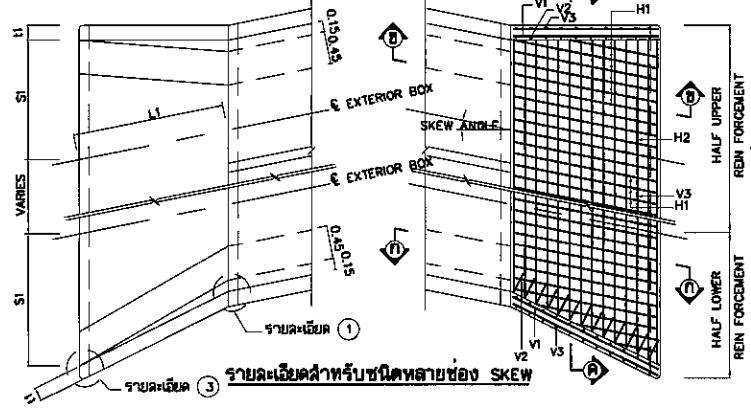 t1
S1
VARIES
S1
t1
L1
0.15
0.45
℄ EXTERIOR BOX
℄ EXTERIOR BOX
0.45
0.15
ข
ก
SKEW ANGLE
V1
V2
V3
H1
ข
H2
V3
H1
ก
V2
V1
V3
ค
HALF UPPER
REIN FORCEMENT
HALF LOWER
REIN FORCEMENT
รายละเอียด 1
รายละเอียด 3
รายละเอียดสำหรับชนิดหลายช่อง SKEW